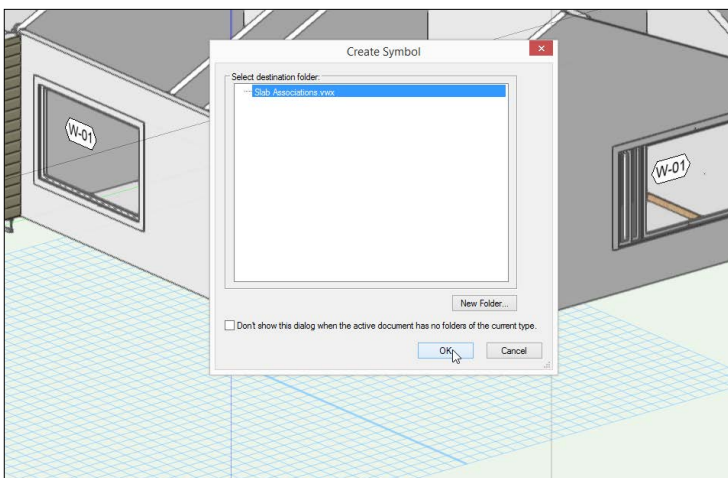 Create Symbol
Select destination folder:
Slab Associations.vwx
W-01
W-01
New Folder...
Don't show this dialog when the active document has no folders of the current type.
OK
Cancel